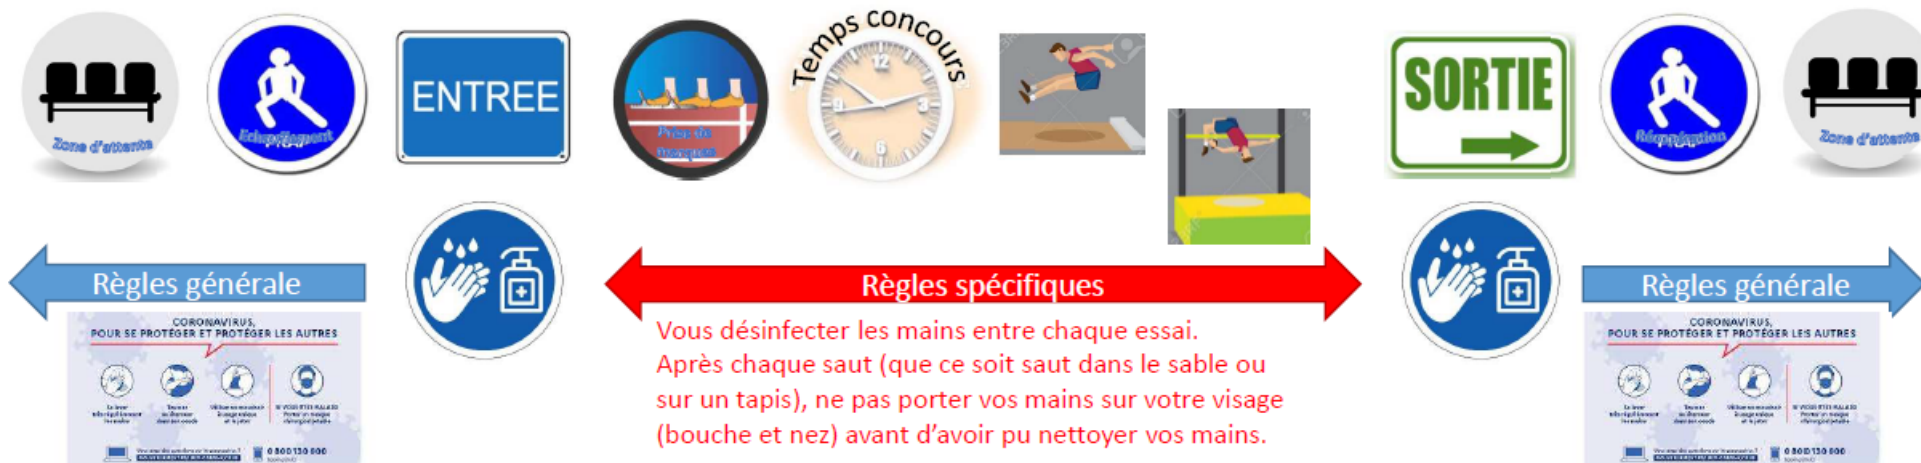 Zone d'attente
Echauffement
ENTREE
Prise de
marques
Temps concours
12
3
6
9
SORTIE
Récupération
Zone d'attente
Règles générale
Règles spécifiques
Règles générale
Vous désinfecter les mains entre chaque essai.
Après chaque saut (que ce soit saut dans le sable ou
sur un tapis), ne pas porter vos mains sur votre visage
(bouche et nez) avant d'avoir pu nettoyer vos mains.
CORONAVIRUS,
POUR SE PROTÉGER ET PROTÉGER LES AUTRES
0 800 130 000
CORONAVIRUS,
POUR SE PROTÉGER ET PROTÉGER LES AUTRES
0 800 130 000